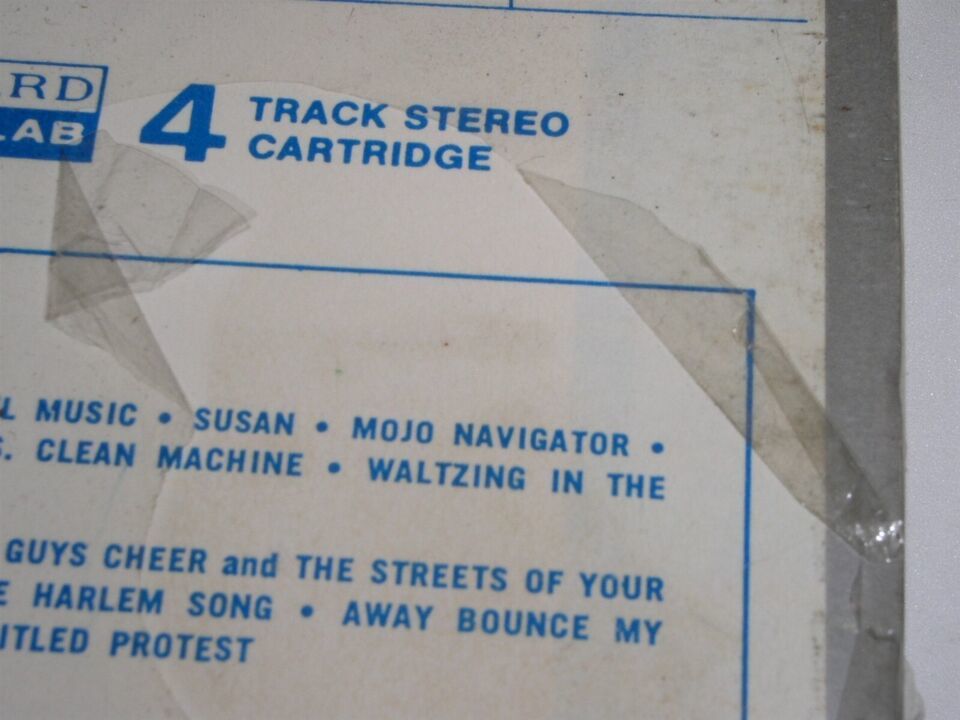 RD
LAB
4 TRACK STEREO
CARTRIDGE
L MUSIC • SUSAN • MOJO NAVIGATOR •
S. CLEAN MACHINE • WALTZING IN THE
GUYS CHEER and THE STREETS OF YOUR
E HARLEM SONG • AWAY BOUNCE MY
ITLED PROTEST